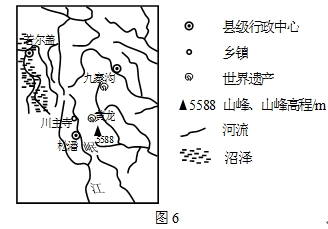 若尔盖
九寨沟
黄龙
川主寺
5588
松潘
岷
江
县级行政中心
乡镇
世界遗产
5588 山峰、山峰高程/m
河流
沼泽
图 6